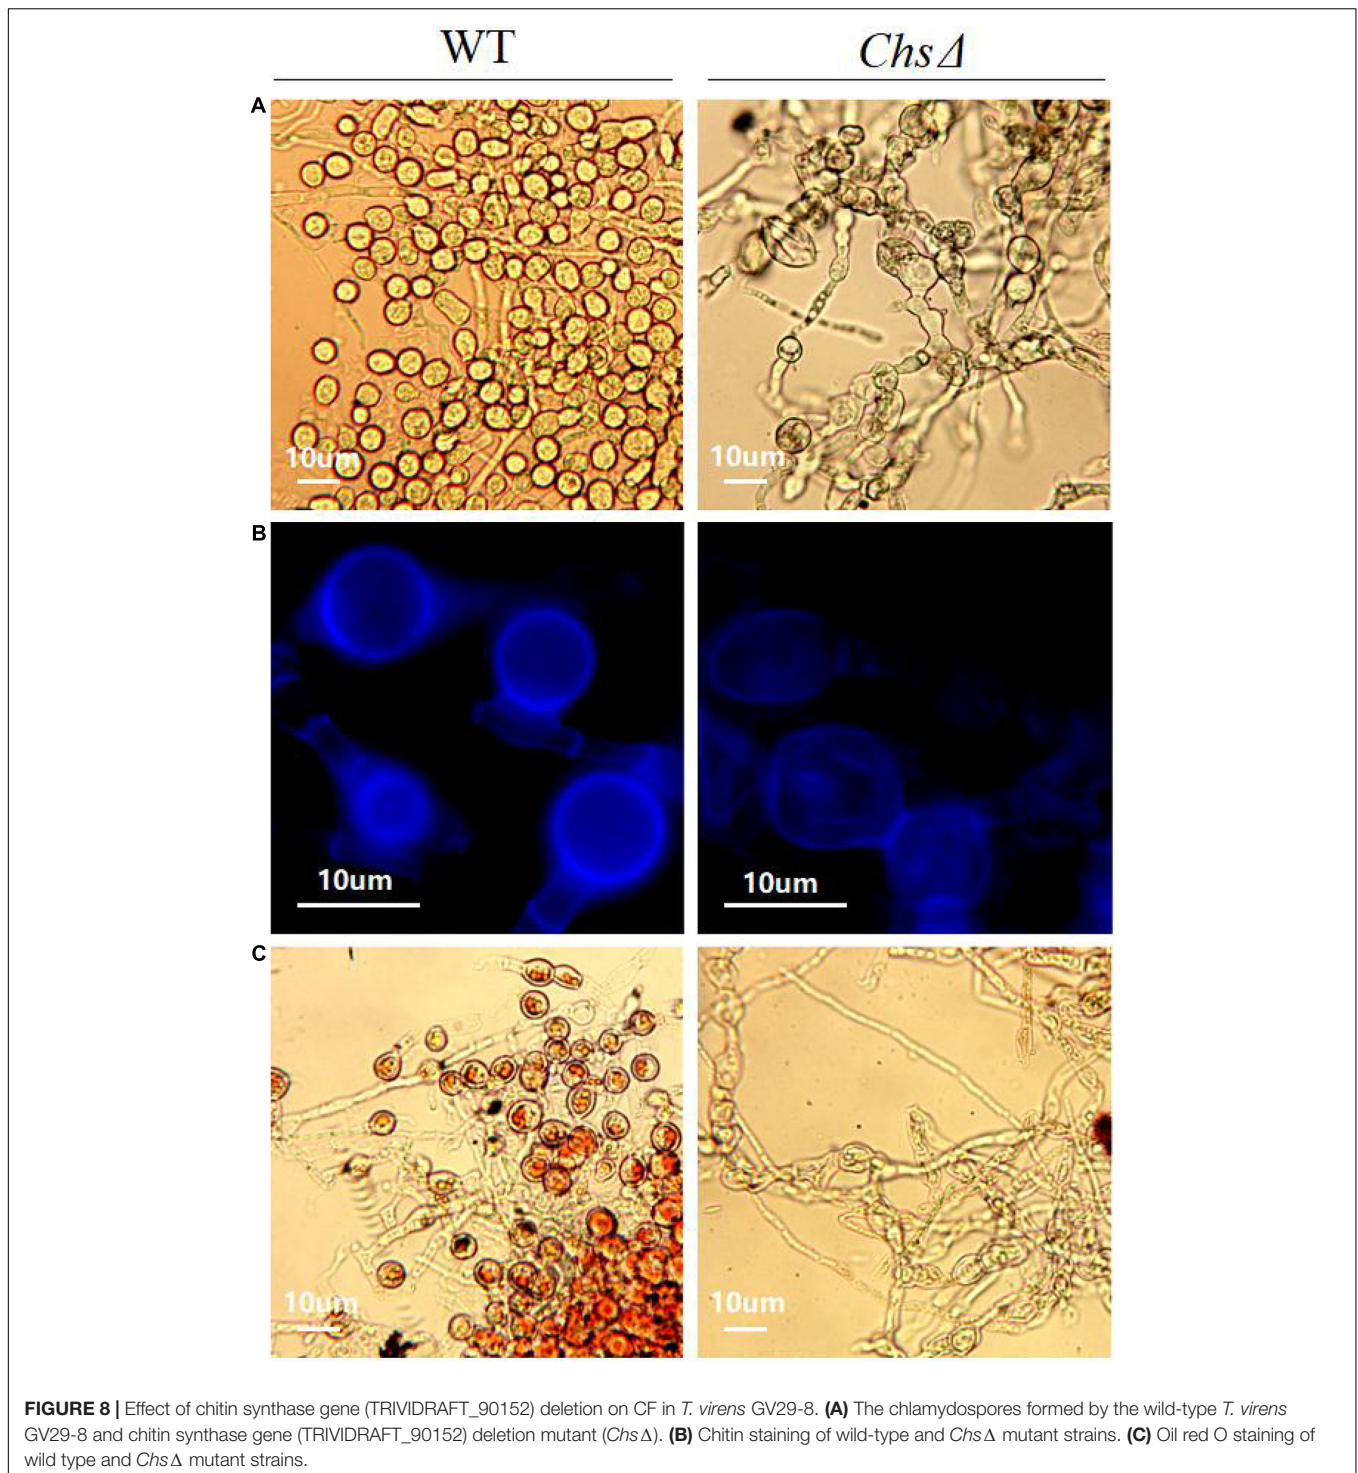 WT
ChsΔ
A
10um
10um
B
10um
10um
C
10um
10um
FIGURE 8 | Effect of chitin synthase gene (TRIVIDRAFT_90152) deletion on CF in T. virens GV29-8. (A) The chlamydospores formed by the wild-type T. virens
GV29-8 and chitin synthase gene (TRIVIDRAFT_90152) deletion mutant (ChsΔ). (B) Chitin staining of wild-type and ChsΔ mutant strains. (C) Oil red O staining of
wild type and ChsΔ mutant strains.